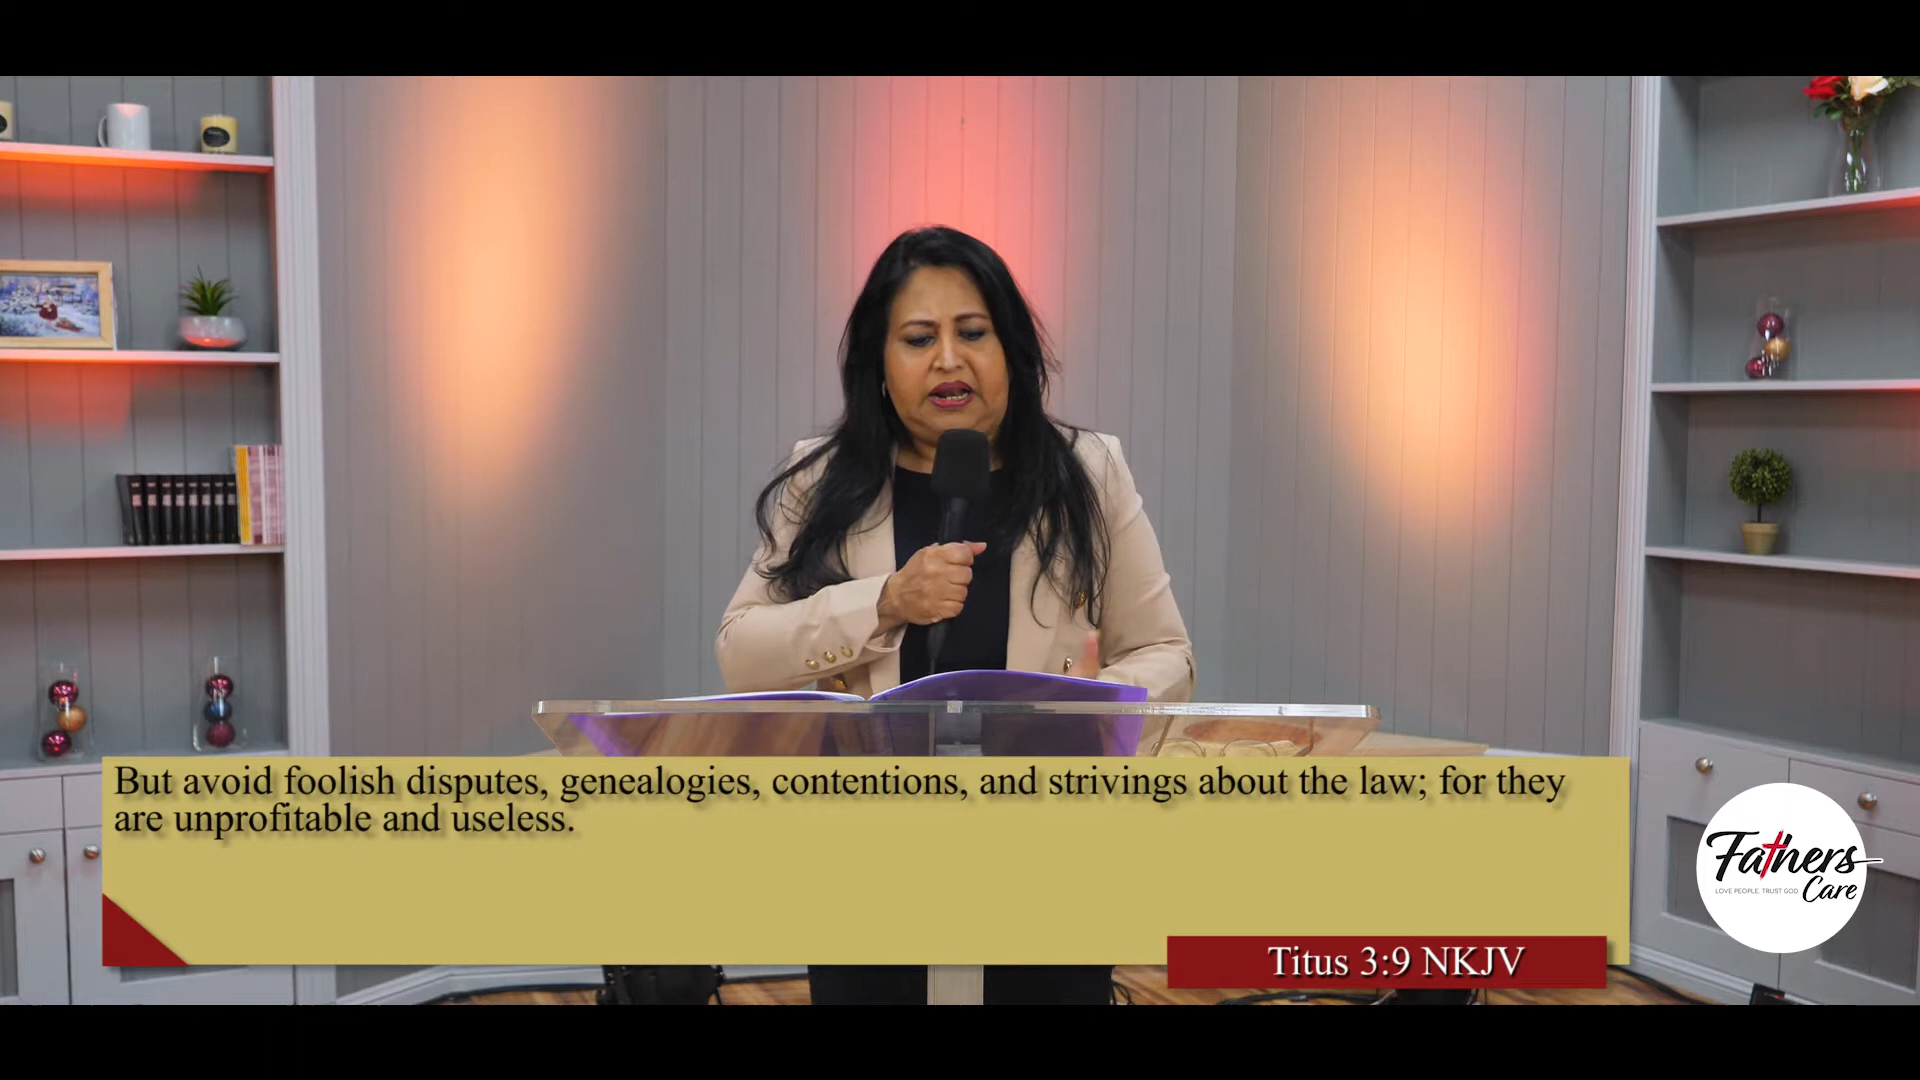 But avoid foolish disputes, genealogies, contentions, and strivings about the law; for they
are unprofitable and useless.
Titus 3:9 NKJV
Fathers
LOVE PEOPLE. TRUST GOD.
Care